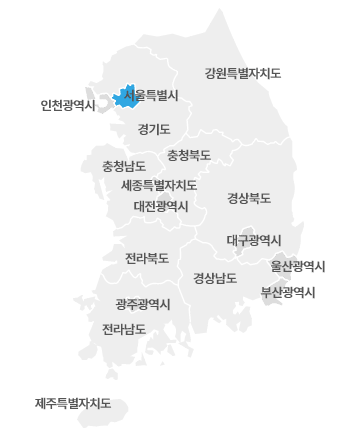 강원특별자치도
서울특별시
인천광역시
경기도
충청북도
충청남도
세종특별자치도
경상북도
대전광역시
대구광역시
전라북도
울산광역시
경상남도
부산광역시
광주광역시
전라남도
제주특별자치도